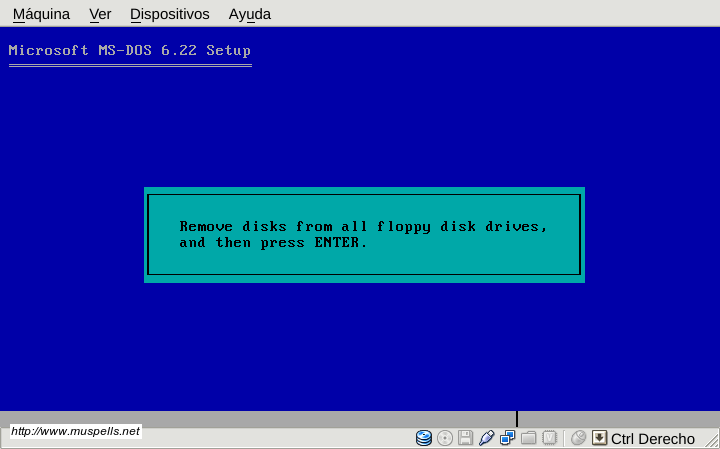 Máquina Ver Dispositivos Ayuda
Microsoft MS-DOS 6.22 Setup
Remove disks from all floppy disk drives,
and then press ENTER.
http://www.muspells.net
Ctrl Derecho